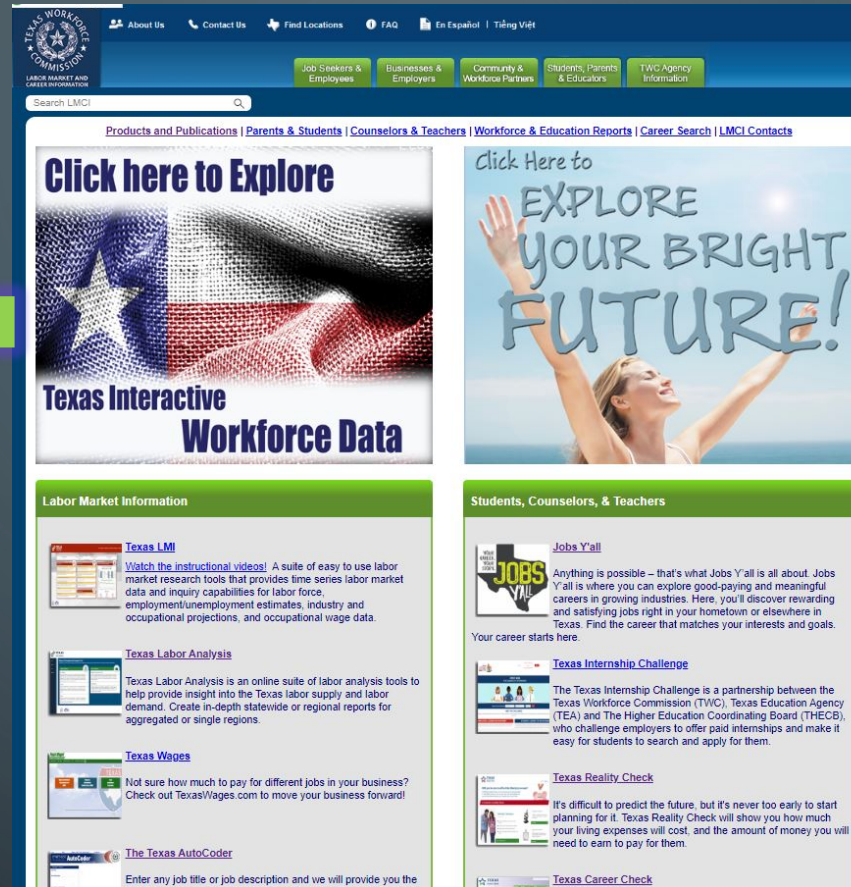 TEXAS WORKFORCE COMMISSION
LABOR MARKET AND
CAREER INFORMATION
About Us Contact Us Find Locations FAQ En Español | Tiếng Việt
Job Seekers & Employees
Businesses & Employers
Community & Workforce Partners
Students, Parents & Educators
TWC Agency Information
Search LMCI
Products and Publications | Parents & Students | Counselors & Teachers | Workforce & Education Reports | Career Search | LMCI Contacts
Click here to Explore
Texas Interactive
Workforce Data
Click Here to
EXPLORE
YOUR BRIGHT
FUTURE!
Labor Market Information
Texas LMI
Watch the instructional videos! A suite of easy to use labor
market research tools that provides time series labor market
data and inquiry capabilities for labor force,
employment/unemployment estimates, industry and
occupational projections, and occupational wage data.
Texas Labor Analysis
Texas Labor Analysis is an online suite of labor analysis tools to
help provide insight into the Texas labor supply and labor
demand. Create in-depth statewide or regional reports for
aggregated or single regions.
Texas Wages
Not sure how much to pay for different jobs in your business?
Check out TexasWages.com to move your business forward!
AutoCoder
The Texas AutoCoder
Enter any job title or job description and we will provide you the
Students, Counselors, & Teachers
JOBS
Y'ALL
Jobs Y'all
Anything is possible – that's what Jobs Y'all is all about. Jobs
Y'all is where you can explore good-paying and meaningful
careers in growing industries. Here, you'll discover rewarding
and satisfying jobs right in your hometown or elsewhere in
Texas. Find the career that matches your interests and goals.
Your career starts here.
Texas Internship Challenge
The Texas Internship Challenge is a partnership between the
Texas Workforce Commission (TWC), Texas Education Agency
(TEA) and The Higher Education Coordinating Board (THECB),
who challenge employers to offer paid internships and make it
easy for students to search and apply for them.
Texas Reality Check
It's difficult to predict the future, but it's never too early to start
planning for it. Texas Reality Check will show you how much
your living expenses will cost, and the amount of money you will
need to earn to pay for them.
Texas Career Check